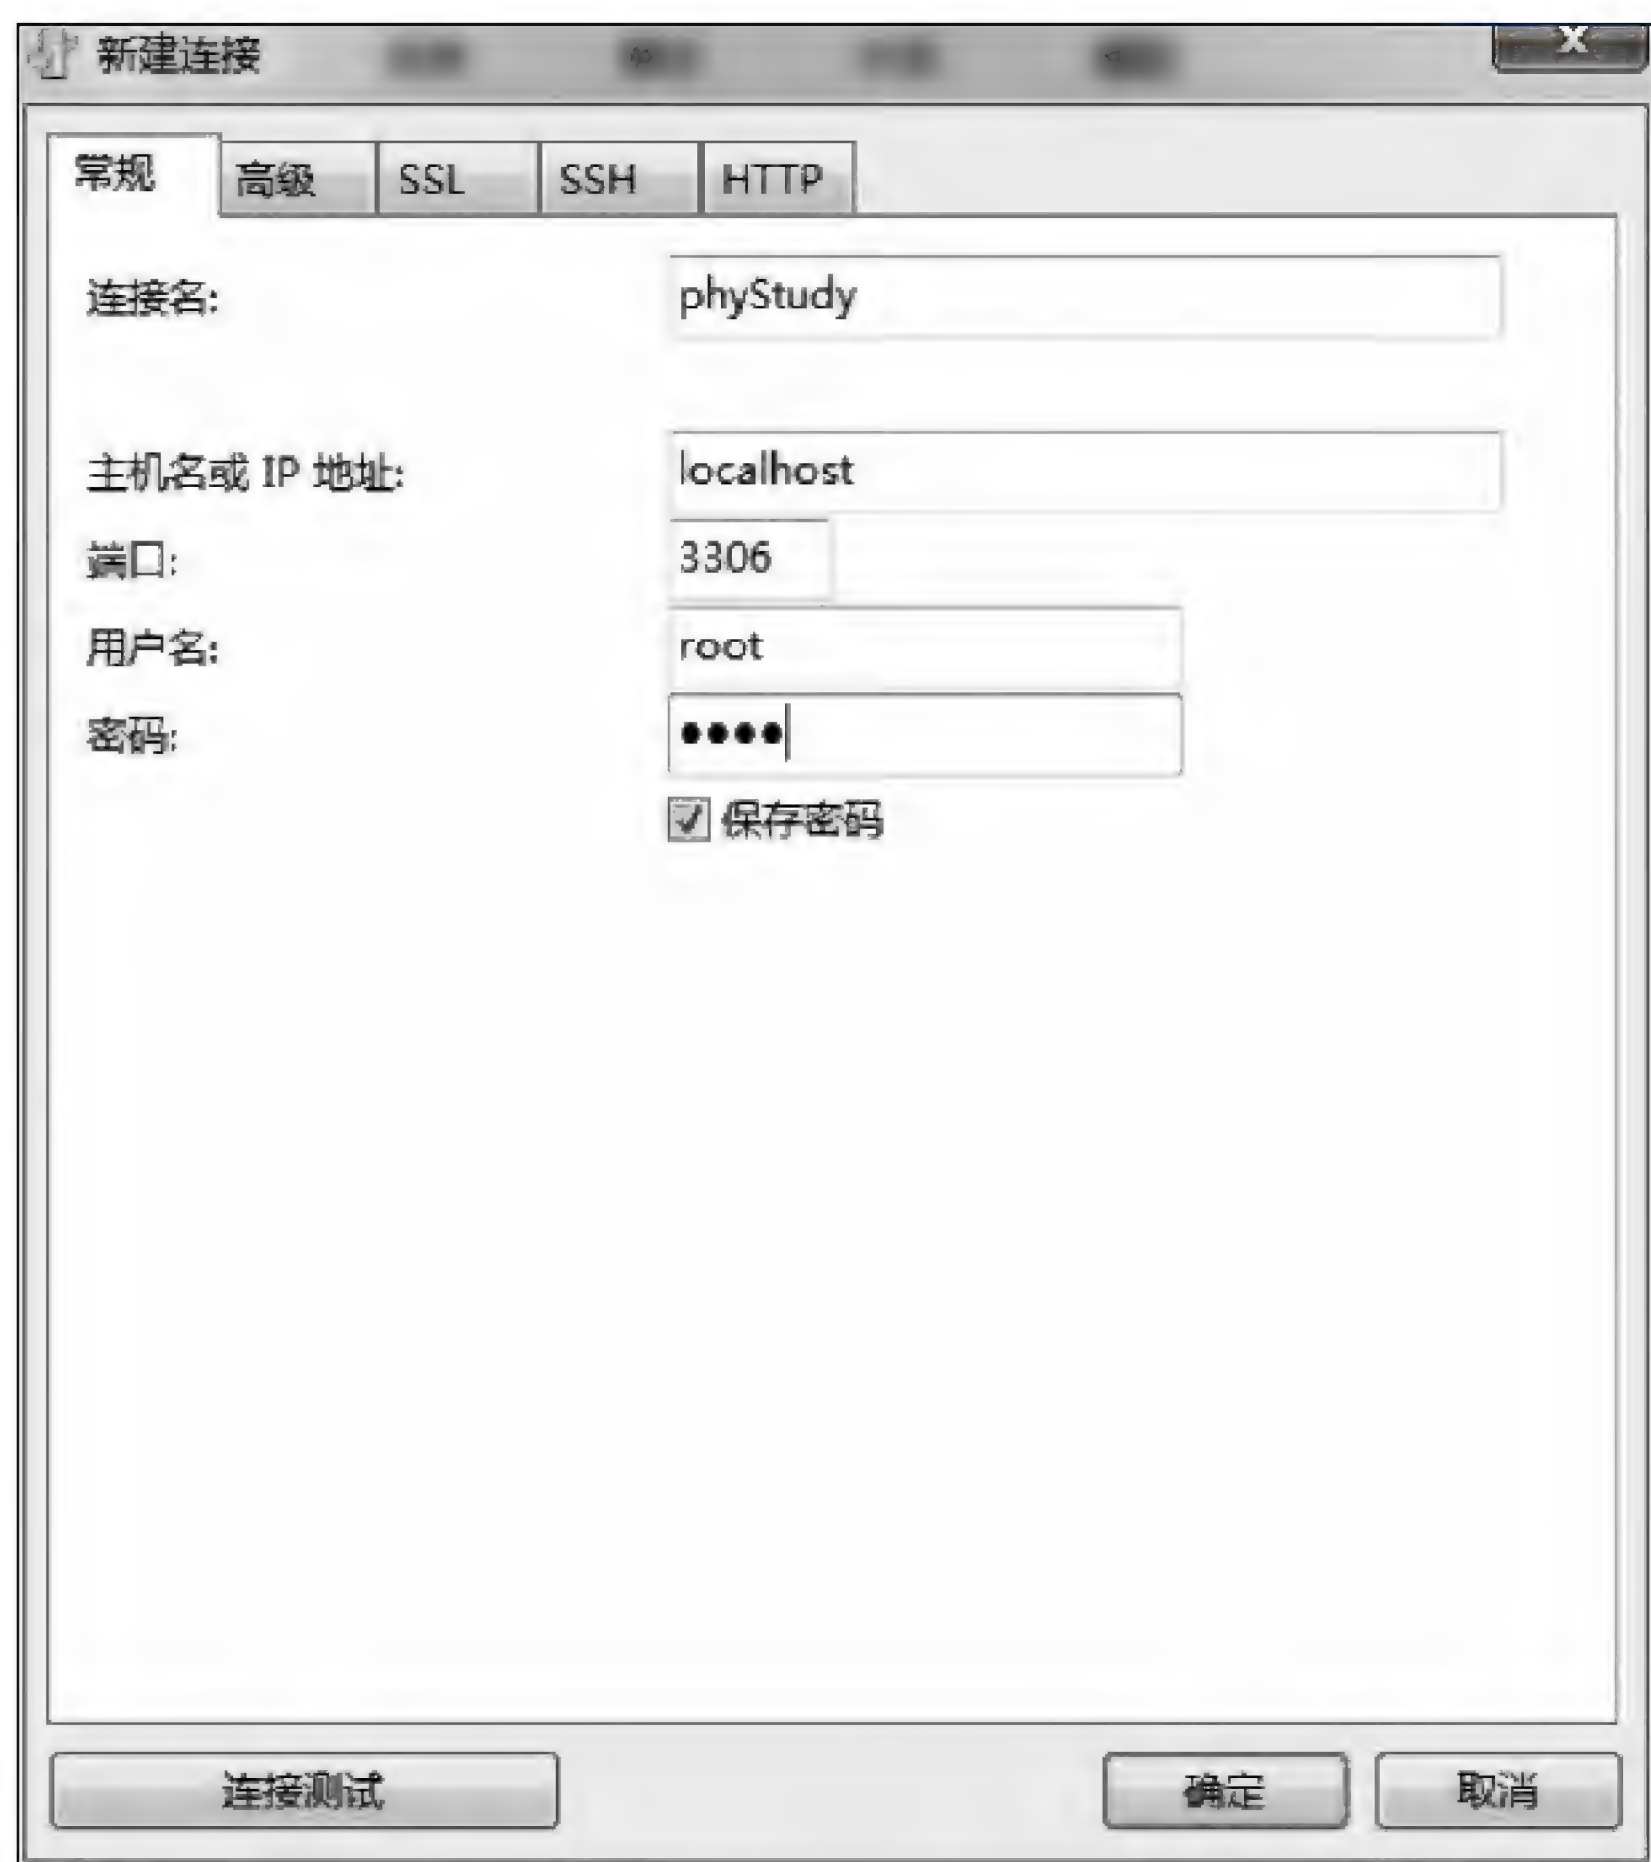 新建连接
常规 高级 SSL SSH HTTP
连接名: phyStudy
主机名或 IP 地址: localhost
端口: 3306
用户名: root
密码: ●●●●
保存密码
连接测试 确定 取消